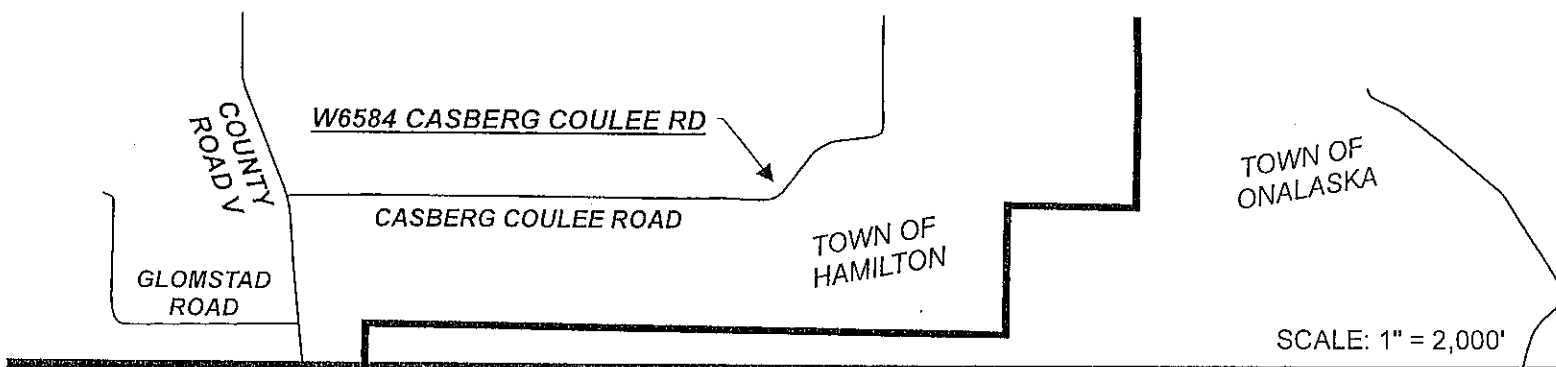 COUNTY
ROAD V
W6584 CASBERG COULEE RD
CASBERG COULEE ROAD
GLOMSTAD
ROAD
TOWN OF
HAMILTON
TOWN OF
ONALASKA
SCALE: 1" = 2,000'